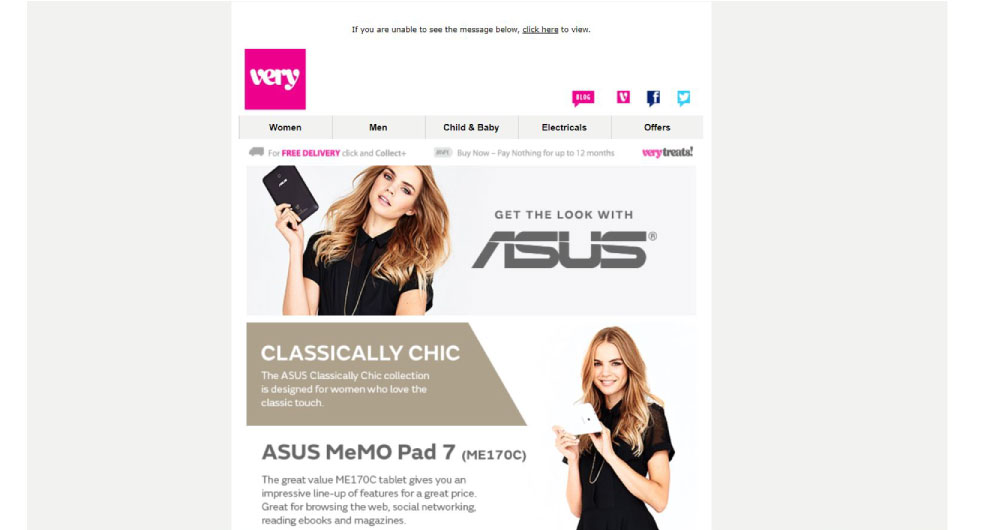 If you are unable to see the message below, click here to view.
very
BLOG
Women Men Child & Baby Electricals Offers
For FREE DELIVERY click and Collect+ Buy Now – Pay Nothing for up to 12 months verytreats!
GET THE LOOK WITH
ASUS®
CLASSICALLY CHIC
The ASUS Classically Chic collection
is designed for women who love the
classic touch.
ASUS MeMO Pad 7 (ME170C)
The great value ME170C tablet gives you an
impressive line-up of features for a great price.
Great for browsing the web, social networking,
reading ebooks and magazines.